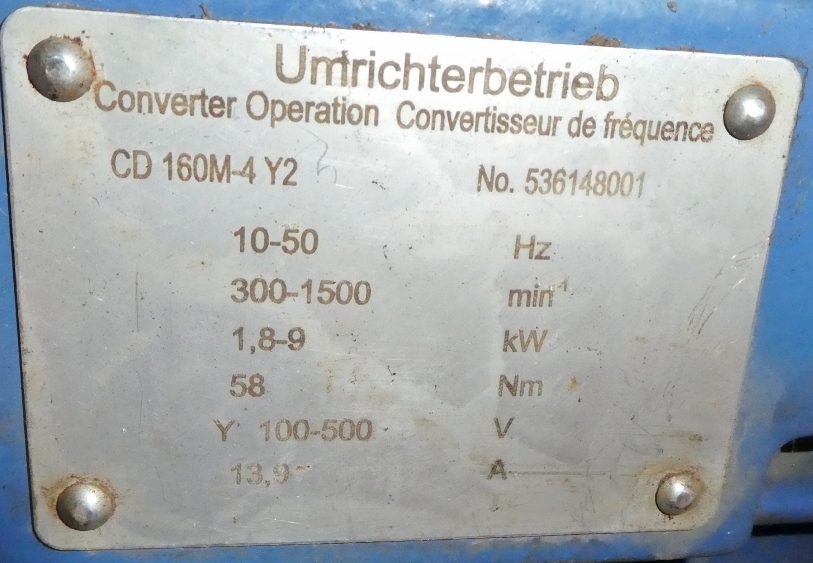 Umrichterbetrieb
Converter Operation Convertisseur de fréquence
CD 160M-4 Y2 No. 536148001
10-50 Hz
300-1500 min⁻¹
1,8-9 kW
58 Nm
Y 100-500 V
13,9 A